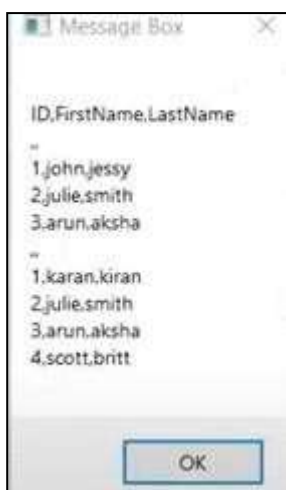 Message Box
ID,FirstName,LastName
,,
1,john,jessy
2,julie,smith
3,arun,aksha
,,
1,karan,kiran
2,julie,smith
3,arun,aksha
4,scott,britt
OK